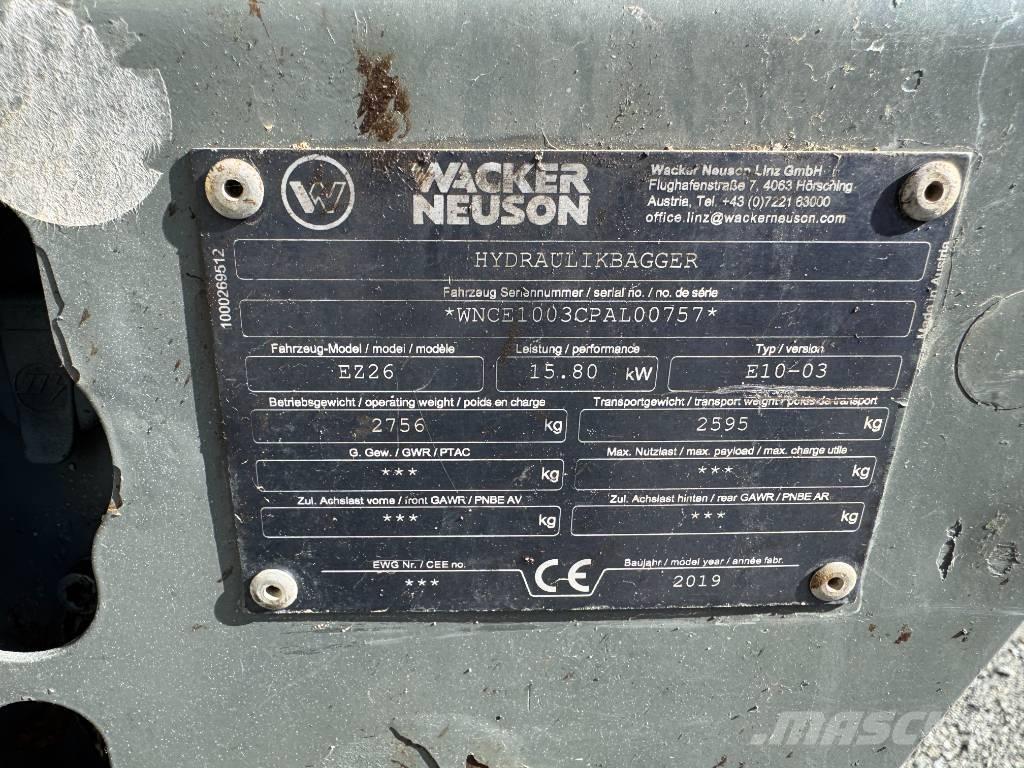 WACKER
NEUSON
Wacker Neuson Linz GmbH
Flughafenstraße 7, 4063 Hörsching
Austria, Tel. +43 (0)7221 63000
office.linz@wackerneuson.com
HYDRAULIKBAGGER
1000269512
Made in Austria
Fahrzeug Seriennummer / serial no. / no. de série
*WNCE1003CPAL00757*
Fahrzeug-Model / model / modèle
Leistung / performance
Typ / version
EZ26
15.80 kW
E10-03
Betriebsgewicht / operating weight / poids en charge
Transportgewicht / transport weight / poids de transport
2756 kg
2595 kg
G. Gew. / GWR / PTAC
Max. Nutzlast / max. payload / max. charge utile
*** kg
*** kg
Zul. Achslast vorne / front GAWR / PNBE AV
Zul. Achslast hinten / rear GAWR / PNBE AR
*** kg
*** kg
EWG Nr. / CEE no.
***
CE
Baujahr / model year / année fabr.
2019